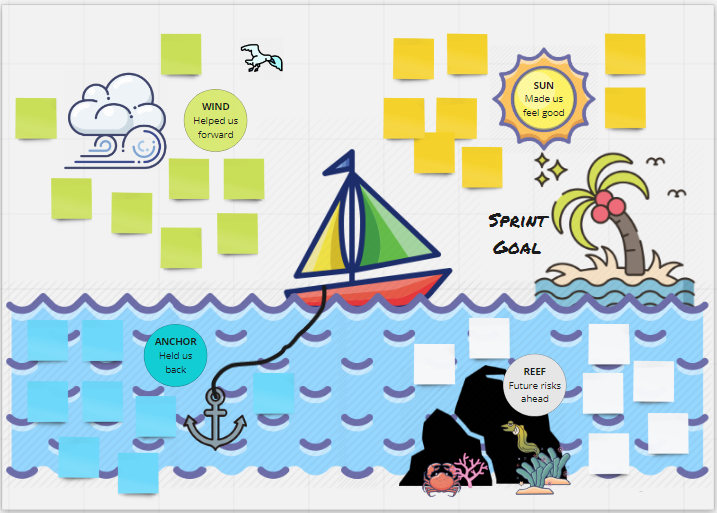 WIND
Helped us
forward
SUN
Made us
feel good
SPRINT
GOAL
ANCHOR
Held us
back
REEF
Future risks
ahead